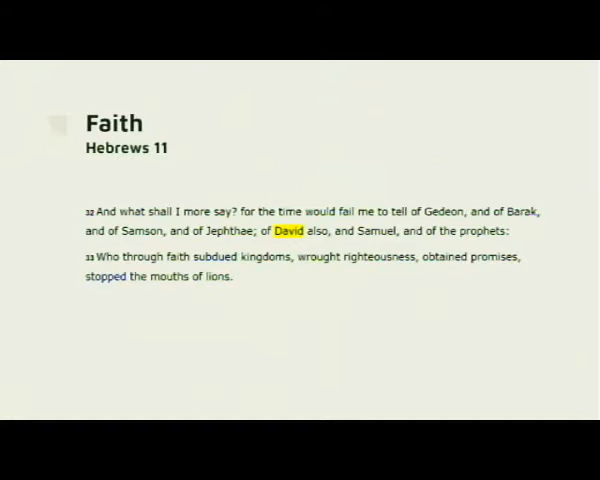 Faith
Hebrews 11
32 And what shall I more say? for the time would fail me to tell of Gedeon, and of Barak,
and of Samson, and of Jephthae; of David also, and Samuel, and of the prophets:
33 Who through faith subdued kingdoms, wrought righteousness, obtained promises,
stopped the mouths of lions.